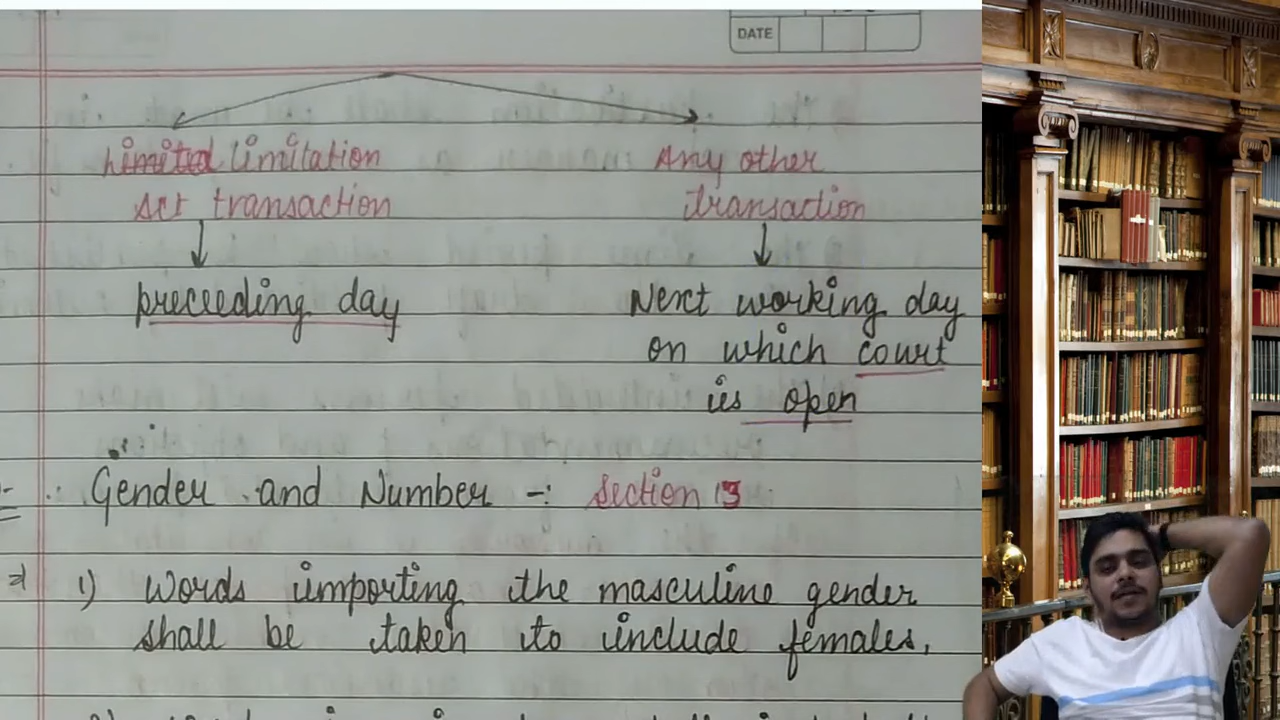 DATE
Limited Limitation
Act transaction
Any other
transaction
preceeding day
Next working day
on which court
is open
Gender and Number -: Section 13
1) Words importing the masculine gender
shall be taken to include females,